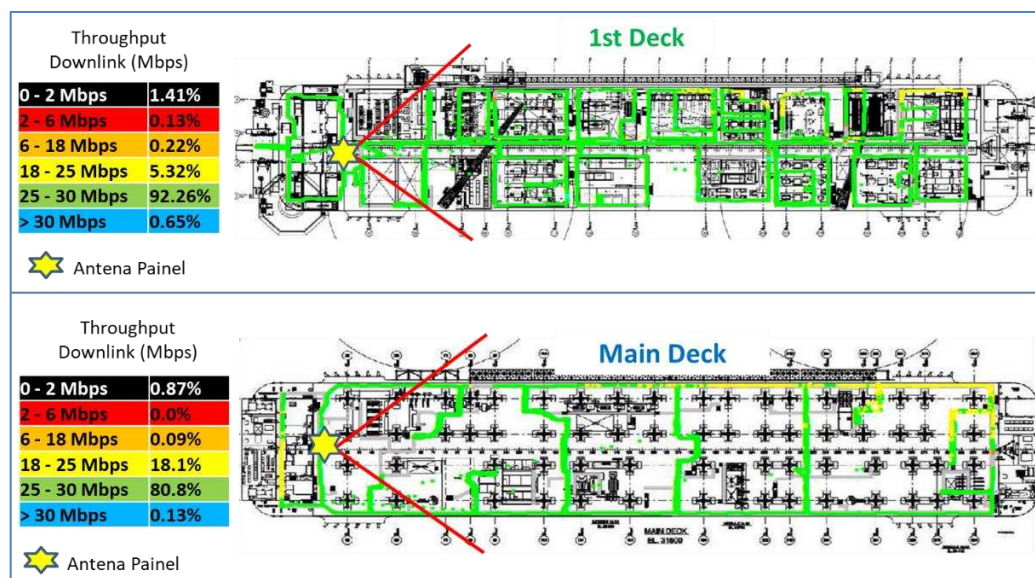 Throughput
Downlink (Mbps)
0 - 2 Mbps 1.41%
2 - 6 Mbps 0.13%
6 - 18 Mbps 0.22%
18 - 25 Mbps 5.32%
25 - 30 Mbps 92.26%
> 30 Mbps 0.65%
Antena Painel
1st Deck
Throughput
Downlink (Mbps)
0 - 2 Mbps 0.87%
2 - 6 Mbps 0.0%
6 - 18 Mbps 0.09%
18 - 25 Mbps 18.1%
25 - 30 Mbps 80.8%
> 30 Mbps 0.13%
Antena Painel
Main Deck
MAIN DECK
EL. 31800